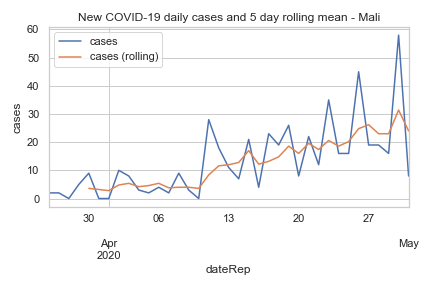 New COVID-19 daily cases and 5 day rolling mean - Mali
cases
cases (rolling)
60
50
40
30
20
10
0
cases
30
06
13
20
27
Apr
2020
May
dateRep